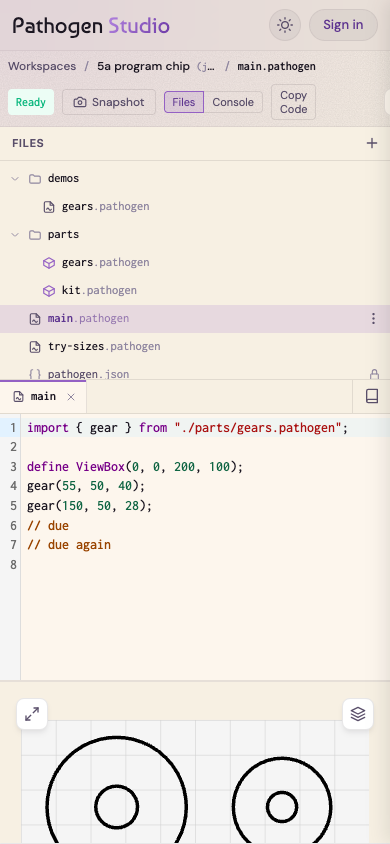 Pathogen Studio
Sign in
Workspaces / 5a program chip (j… / main.pathogen
Ready
Snapshot
Files
Console
Copy
Code
FILES
demos
gears.pathogen
parts
gears.pathogen
kit.pathogen
main.pathogen
try-sizes.pathogen
{ } pathogen.json
main
1 import { gear } from "./parts/gears.pathogen";
2
3 define ViewBox(0, 0, 200, 100);
4 gear(55, 50, 40);
5 gear(150, 50, 28);
6 // due
7 // due again
8